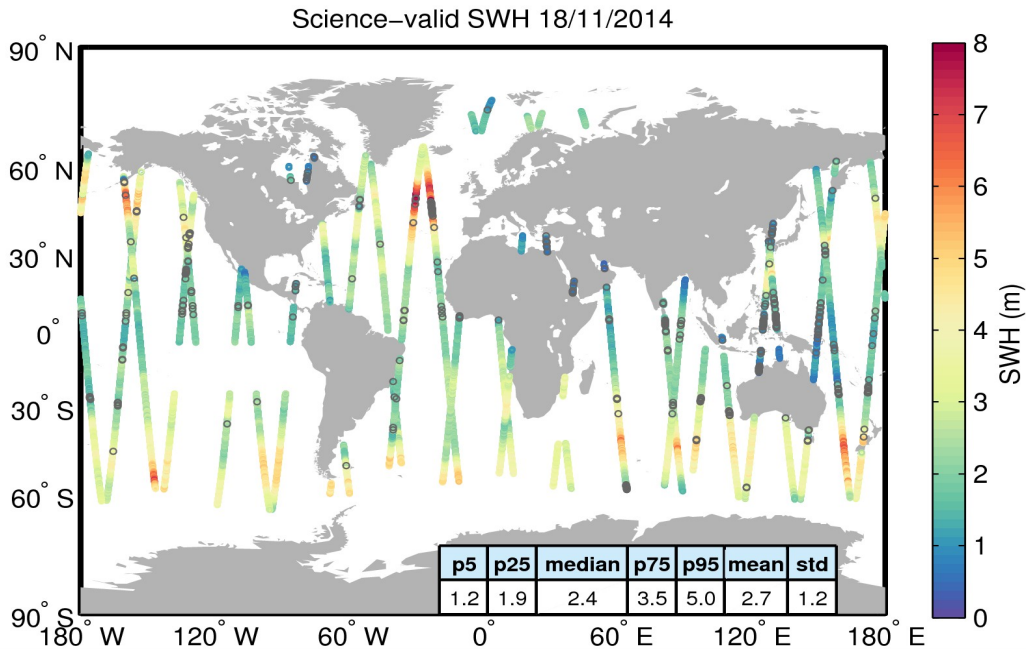 Science−valid SWH 18/11/2014
90° N
60° N
30° N
0°
30° S
60° S
90° S
180° W
120° W
60° W
0°
60° E
120° E
180° E
8
7
6
5
4
3
2
1
0
SWH (m)
p5 p25 median p75 p95 mean std
1.2 1.9 2.4 3.5 5.0 2.7 1.2